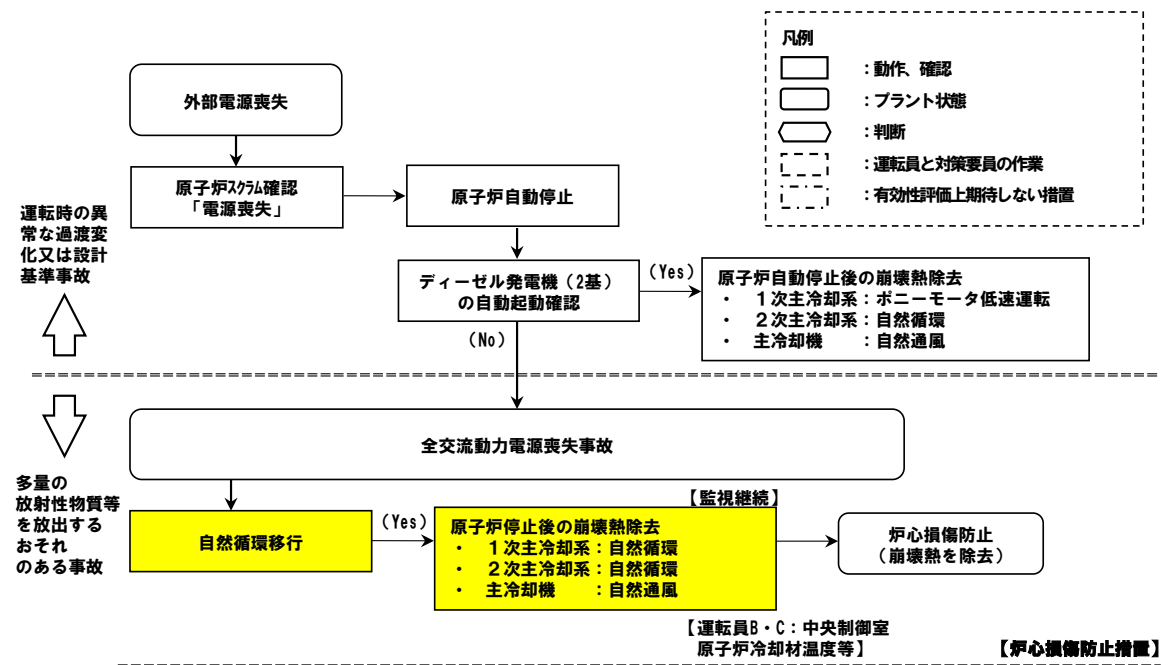 凡例
：動作、確認
：プラント状態
：判断
：運転員と対策要員の作業
：有効性評価上期待しない措置
外部電源喪失
原子炉スクラム確認
「電源喪失」
原子炉自動停止
運転時の異
常な過渡変
化又は設計
基準事故
ディーゼル発電機（2基）
の自動起動確認
（Yes）
（No）
原子炉自動停止後の崩壊熱除去
・　１次主冷却系：ポニーモータ低速運転
・　２次主冷却系：自然循環
・　主冷却機　　：自然通風
全交流動力電源喪失事故
多量の
放射性物質等
を放出する
おそれ
のある事故
自然循環移行
（Yes）
【監視継続】
原子炉停止後の崩壊熱除去
・　１次主冷却系：自然循環
・　２次主冷却系：自然循環
・　主冷却機　　：自然通風
炉心損傷防止
（崩壊熱を除去）
【運転員B・C：中央制御室
原子炉冷却材温度等】
【炉心損傷防止措置】